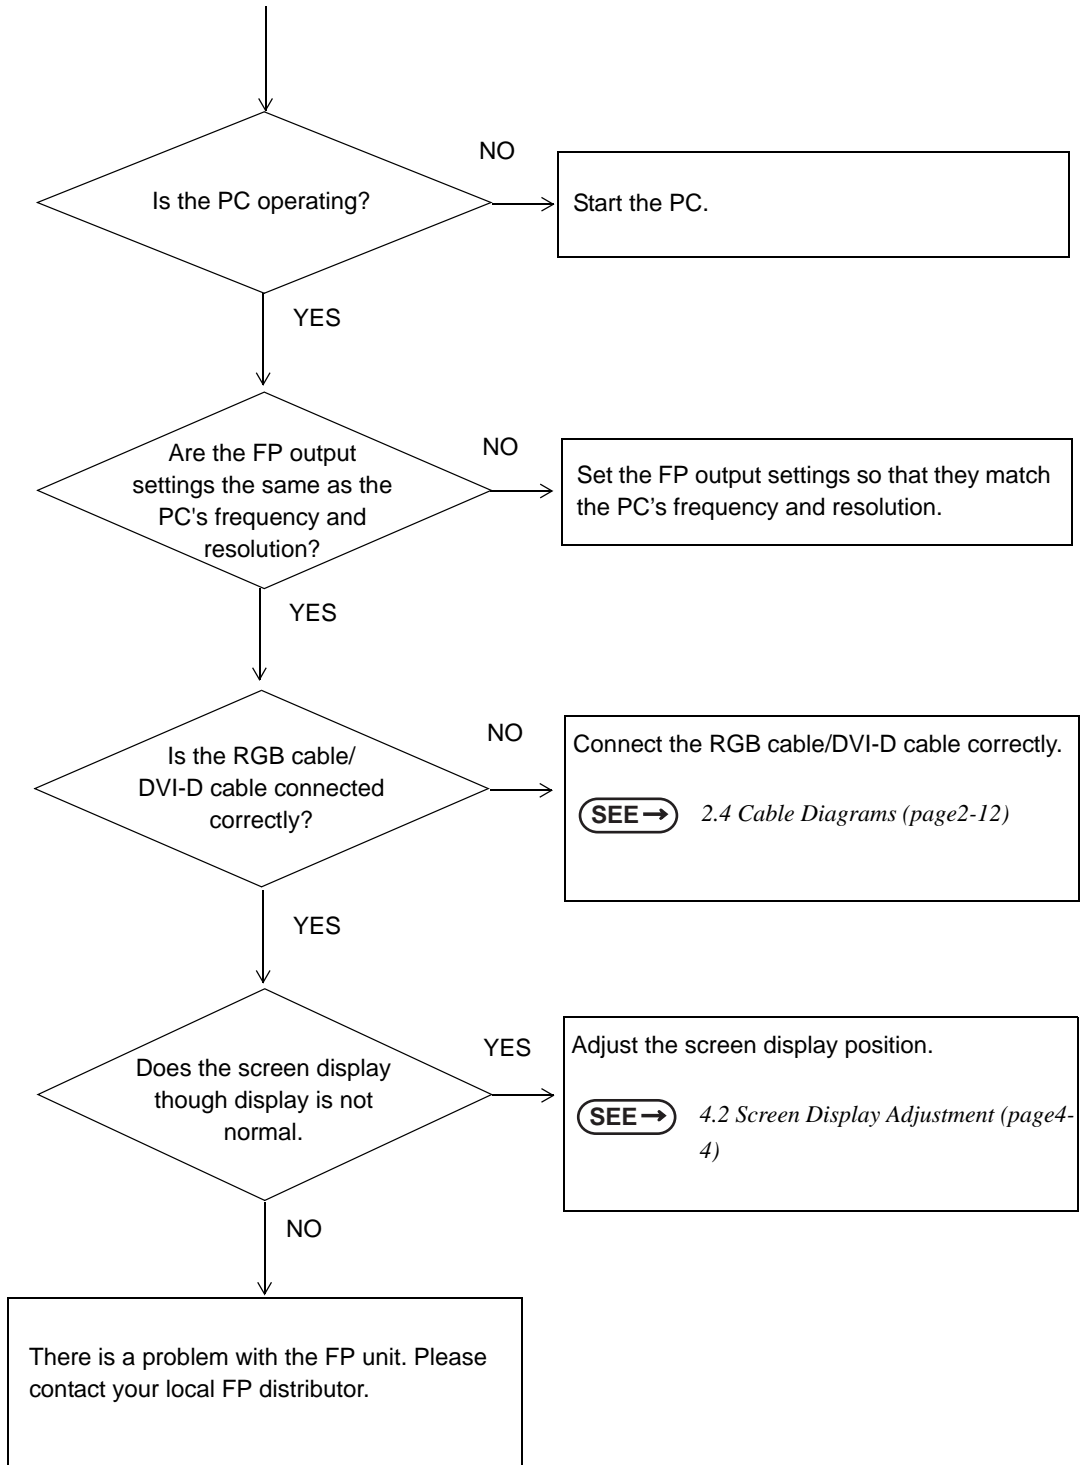 NO
Is the PC operating?
Start the PC.
YES
Are the FP output
settings the same as the
PC's frequency and
resolution?
NO
Set the FP output settings so that they match
the PC’s frequency and resolution.
YES
Is the RGB cable/
DVI-D cable connected
correctly?
NO
Connect the RGB cable/DVI-D cable correctly.
SEE→ 2.4 Cable Diagrams (page2-12)
YES
Does the screen display
though display is not
normal.
YES
Adjust the screen display position.
SEE→ 4.2 Screen Display Adjustment (page4-
4)
NO
There is a problem with the FP unit. Please
contact your local FP distributor.